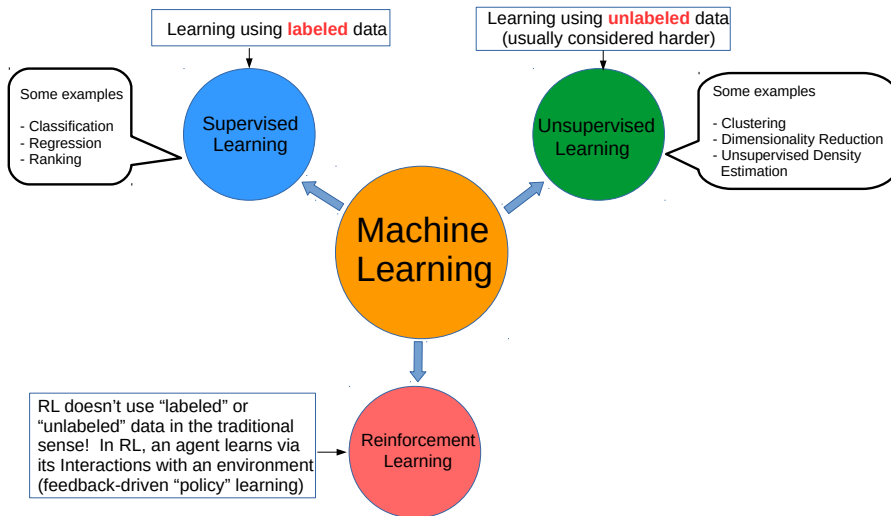 Learning using labeled data
Learning using unlabeled data
(usually considered harder)
Some examples
- Classification
- Regression
- Ranking
Supervised
Learning
Unsupervised
Learning
Some examples
- Clustering
- Dimensionality Reduction
- Unsupervised Density
Estimation
Machine
Learning
RL doesn’t use “labeled” or
“unlabeled” data in the traditional
sense! In RL, an agent learns via
its Interactions with an environment
(feedback-driven “policy” learning)
Reinforcement
Learning